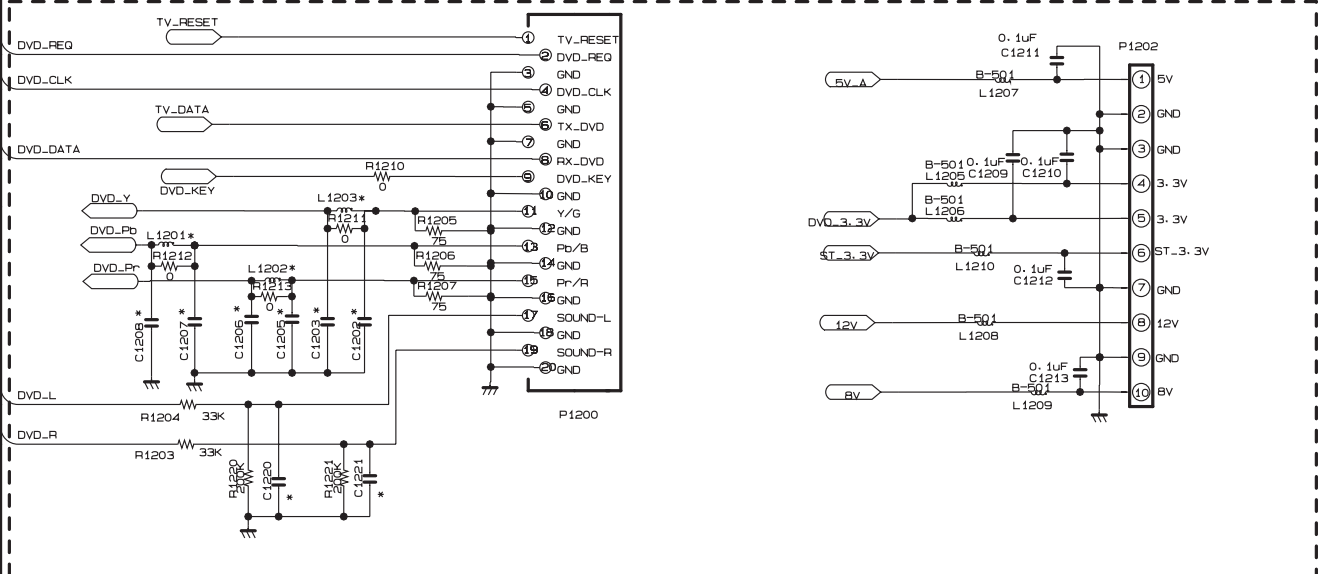 TV_RESET
DVD_REQ
DVD_CLK
TV_DATA
DVD_DATA
DVD_KEY
R1210
0
DVD_Y
L1203*
R1211
0
DVD_Pb
L1201*
R1212
0
DVD_Pr
L1202*
R1213
0
R1205
75
R1206
75
R1207
75
C1208 *
C1207 *
C1206 *
C1205 *
C1203 *
C1202 *
DVD_L
R1204 33K
DVD_R
R1203 33K
R1220
200K
C1220 *
R1221
200K
C1221 *
1 TV_RESET
2 DVD_REQ
3 GND
4 DVD_CLK
5 GND
6 TX_DVD
7 GND
8 RX_DVD
9 DVD_KEY
10 GND
11 Y/G
12 GND
13 Pb/B
14 GND
15 Pr/R
16 GND
17 SOUND-L
18 GND
19 SOUND-R
20 GND
P1200
0.1uF
C1211
P1202
5V_A
B-501
L1207
1 5V
2 GND
3 GND
B-501
L1205
0.1uF
C1209
0.1uF
C1210
4 3.3V
B-501
L1206
DVD_3.3V
5 3.3V
ST_3.3V
B-501
L1210
6 ST_3.3V
0.1uF
C1212
7 GND
12V
B-501
L1208
8 12V
9 GND
0.1uF
C1213
8V
B-501
L1209
10 8V